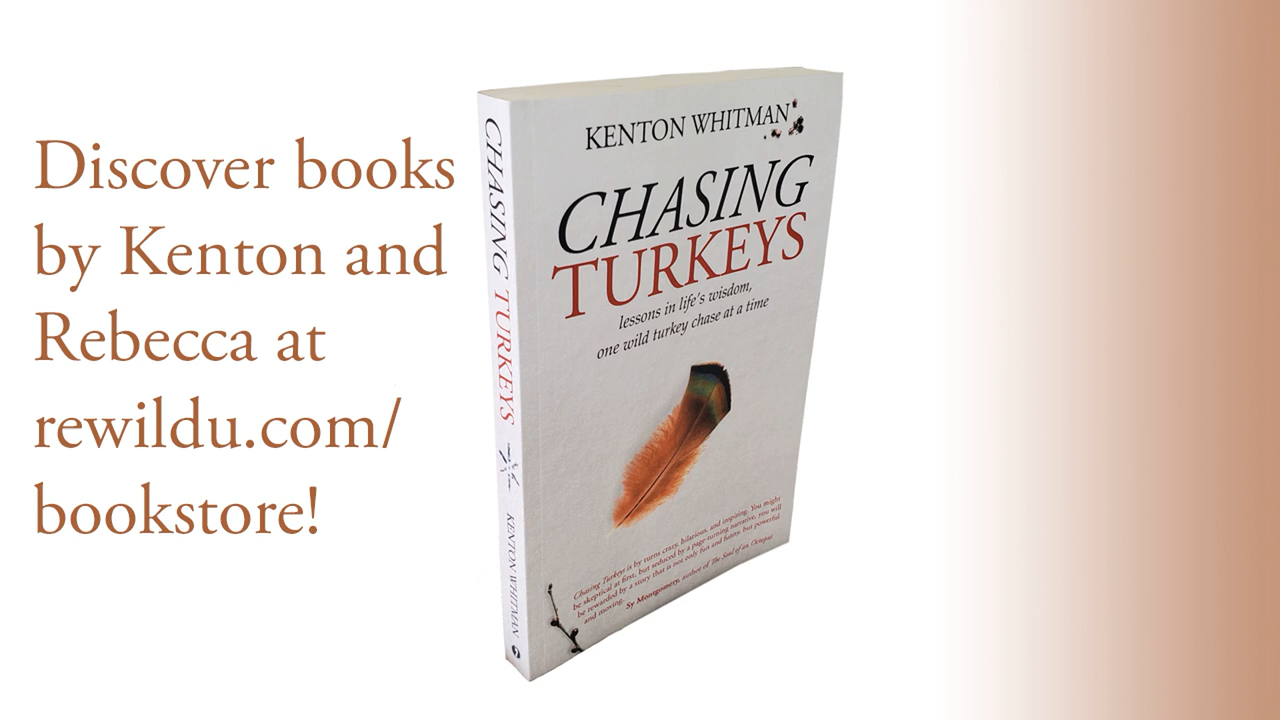 Discover books
by Kenton and
Rebecca at
rewildu.com/
bookstore!
CHASING TURKEYS
KENTON WHITMAN
KENTON WHITMAN
CHASING
TURKEYS
lessons in life's wisdom,
one wild turkey chase at a time
Chasing Turkeys is by turns crazy, hilarious, and inspiring. You might
be skeptical at first, but seduced by a page-turning narrative, you will
be rewarded by a story that is not only fun and funny, but powerful
and moving.
Sy Montgomery, author of The Soul of an Octopus